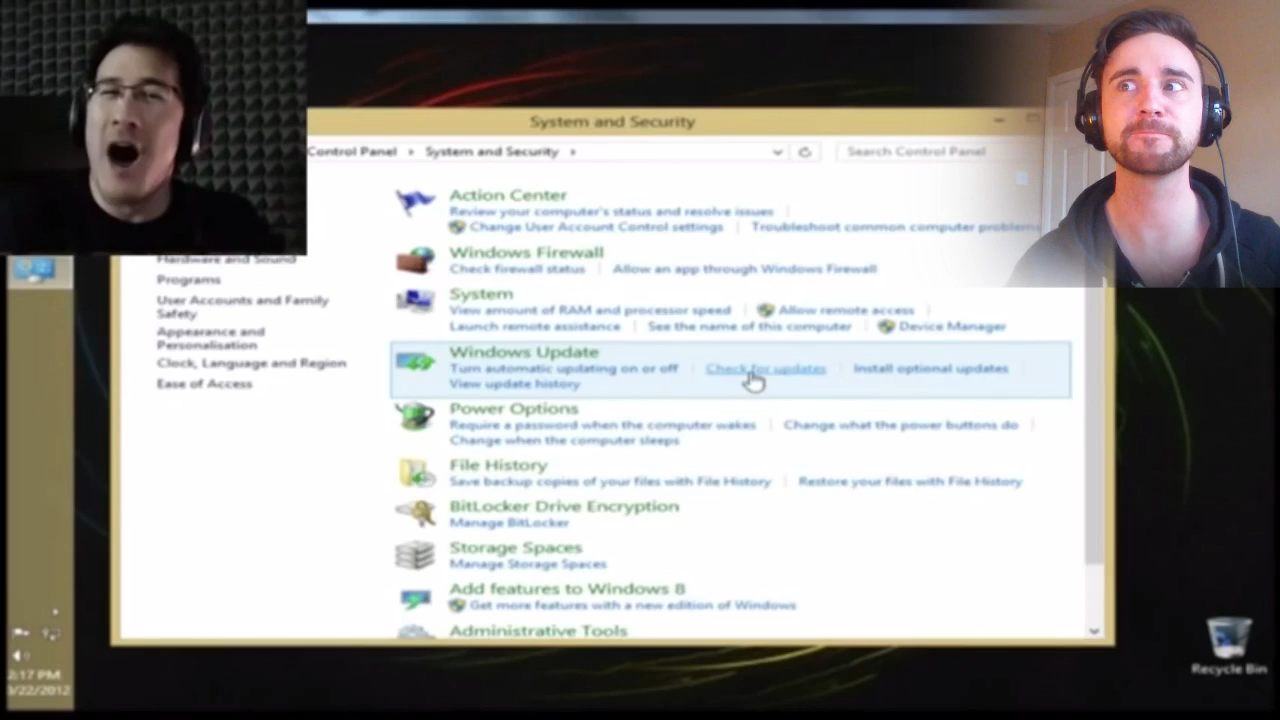 System and Security
Control Panel ▸ System and Security ▸
Search Control Panel
Hardware and Sound
Programs
User Accounts and Family
Safety
Appearance and
Personalisation
Clock, Language and Region
Ease of Access
Action Center
Review your computer's status and resolve issues
Change User Account Control settings Troubleshoot common computer problems
Windows Firewall
Check firewall status Allow an app through Windows Firewall
System
View amount of RAM and processor speed Allow remote access
Launch remote assistance See the name of this computer Device Manager
Windows Update
Turn automatic updating on or off Check for updates Install optional updates
View update history
Power Options
Require a password when the computer wakes Change what the power buttons do
Change when the computer sleeps
File History
Save backup copies of your files with File History Restore your files with File History
BitLocker Drive Encryption
Manage BitLocker
Storage Spaces
Manage Storage Spaces
Add features to Windows 8
Get more features with a new edition of Windows
Administrative Tools
2:17 PM
/22/2012
Recycle Bin